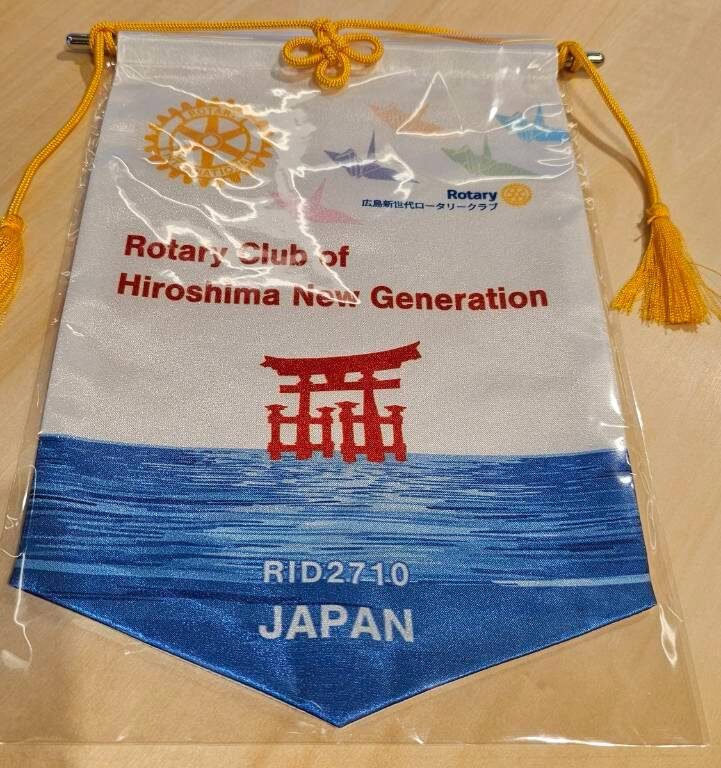 ROTARY
INTERNATIONAL
Rotary
広島新世代ロータリークラブ
Rotary Club of
Hiroshima New Generation
RID2710
JAPAN